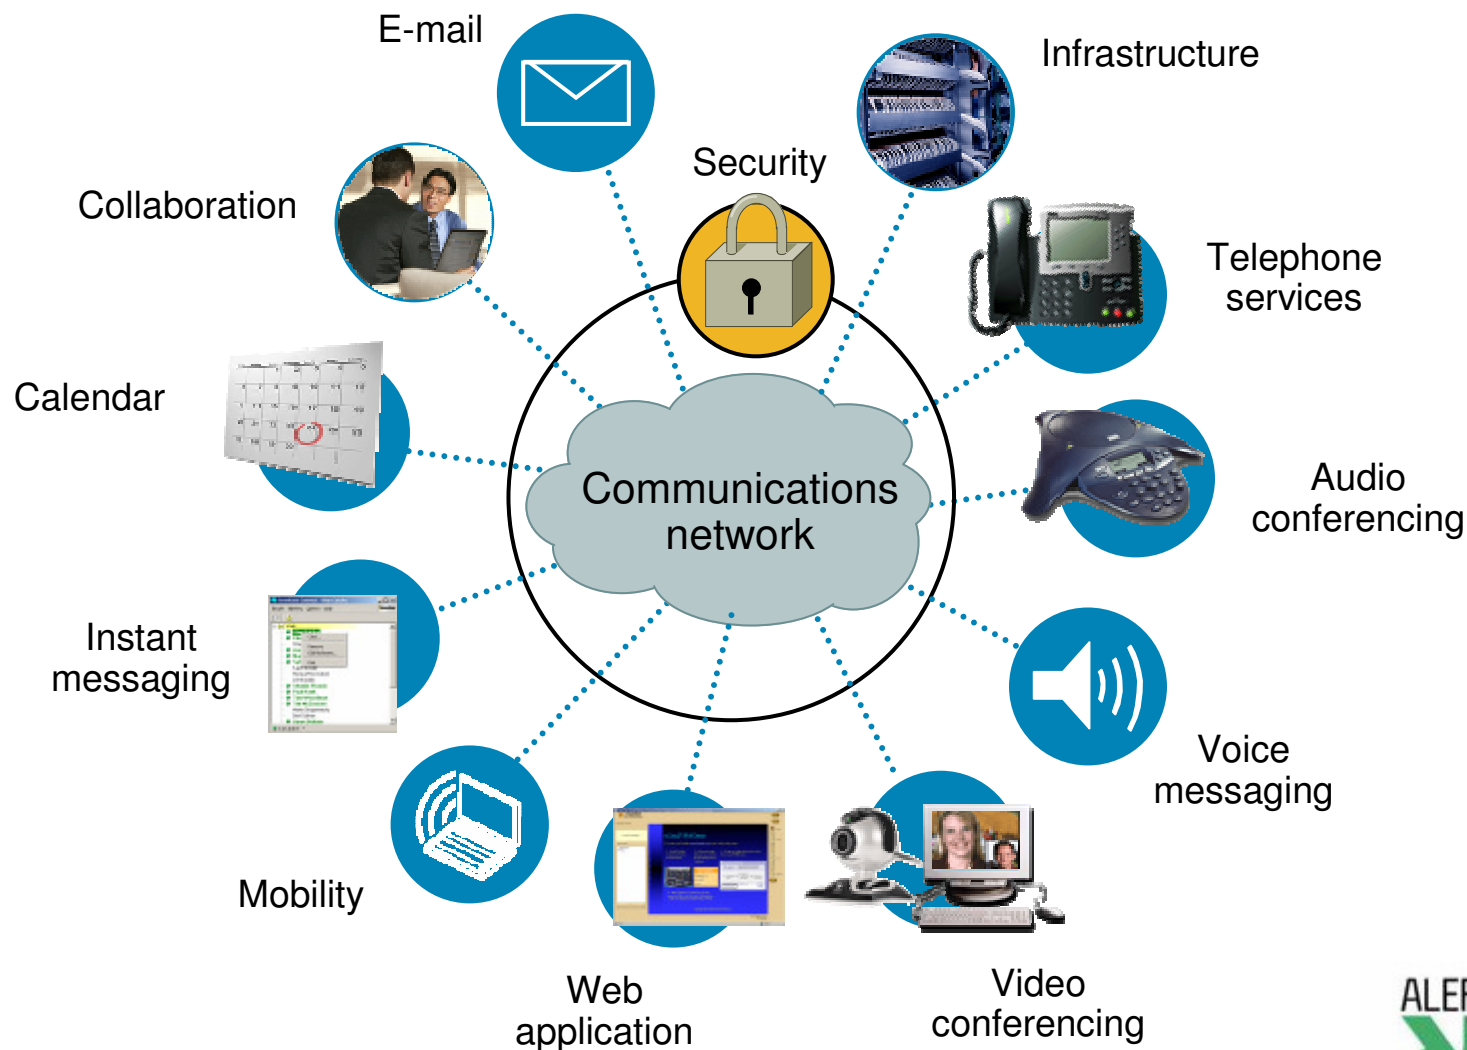 E-mail
Infrastructure
Security
Collaboration
Telephone
services
Calendar
Communications
network
Audio
conferencing
Instant
messaging
Voice
messaging
Mobility
Web
application
Video
conferencing